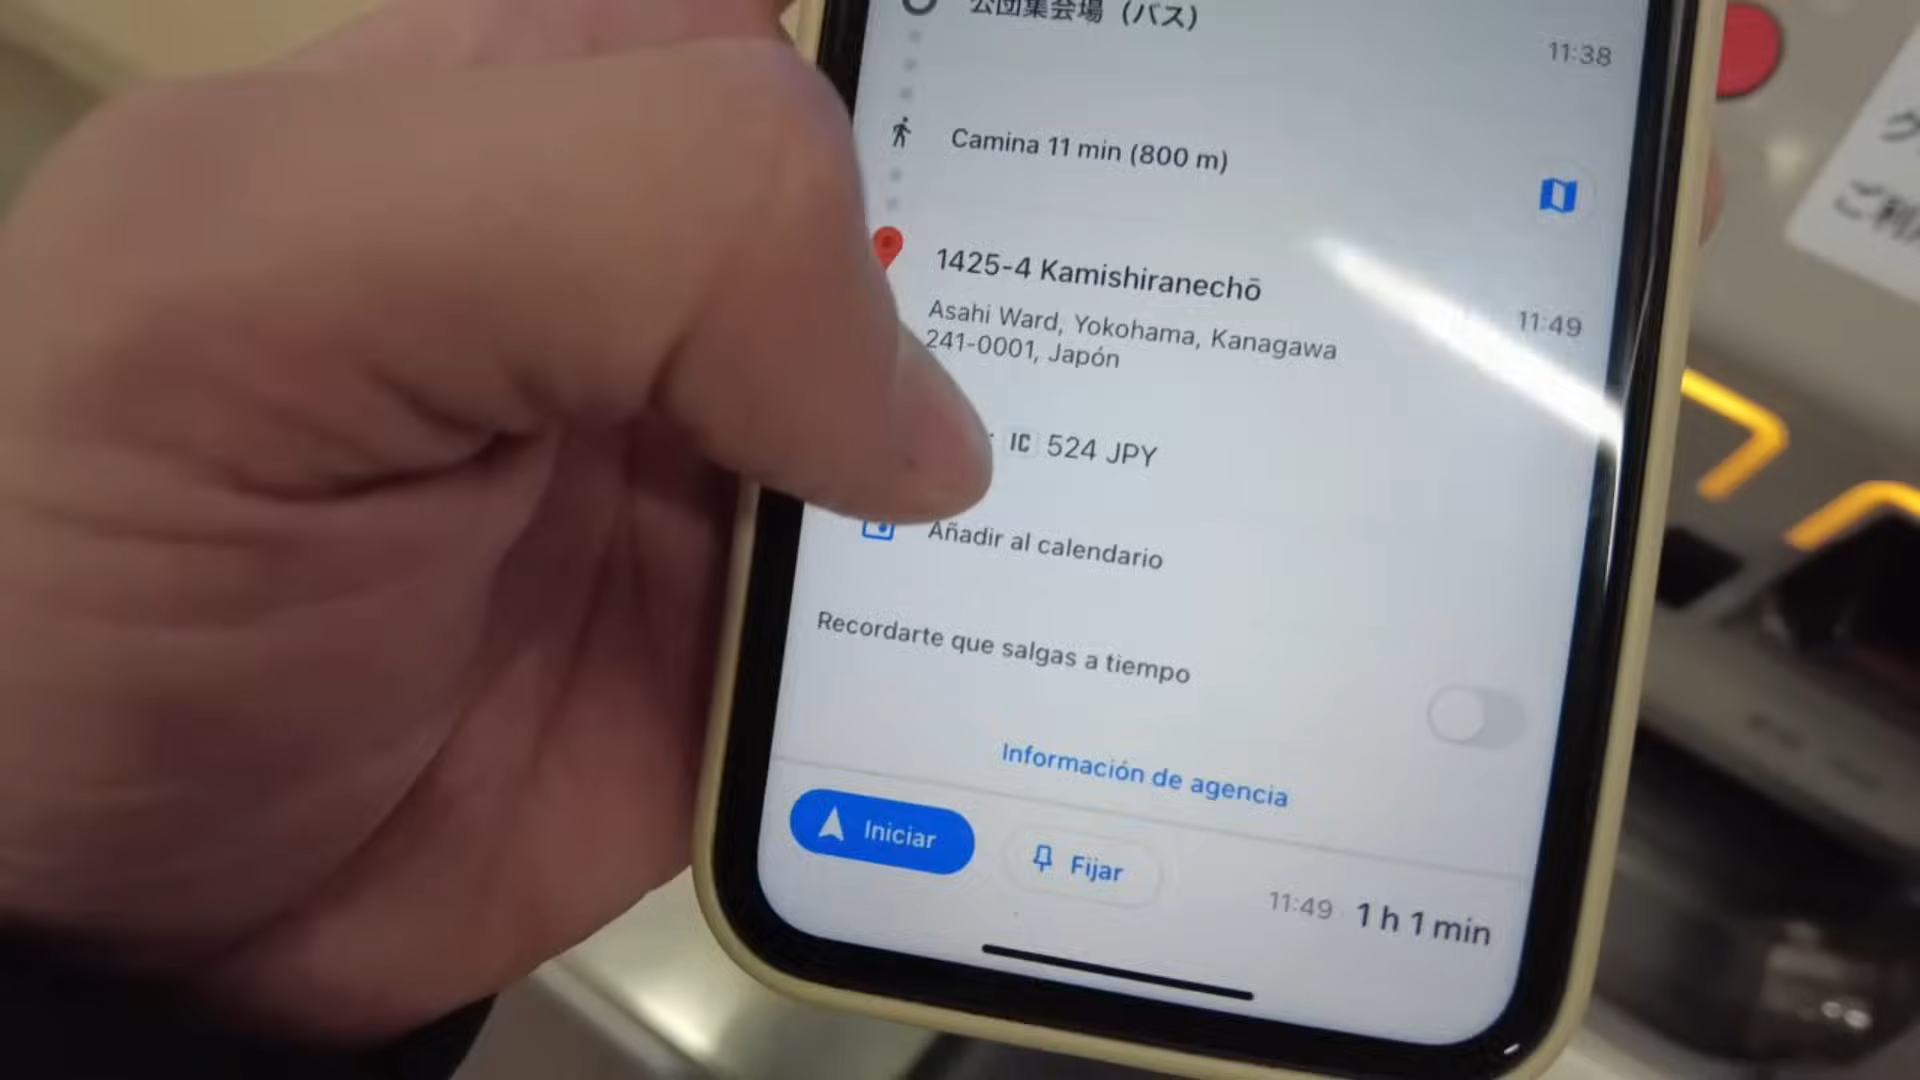 公団集会場（バス）
11:38
Camina 11 min (800 m)
1425-4 Kamishiranechō
Asahi Ward, Yokohama, Kanagawa
241-0001, Japón
11:49
IC 524 JPY
Añadir al calendario
Recordarte que salgas a tiempo
Información de agencia
Iniciar
Fijar
11:49 1 h 1 min